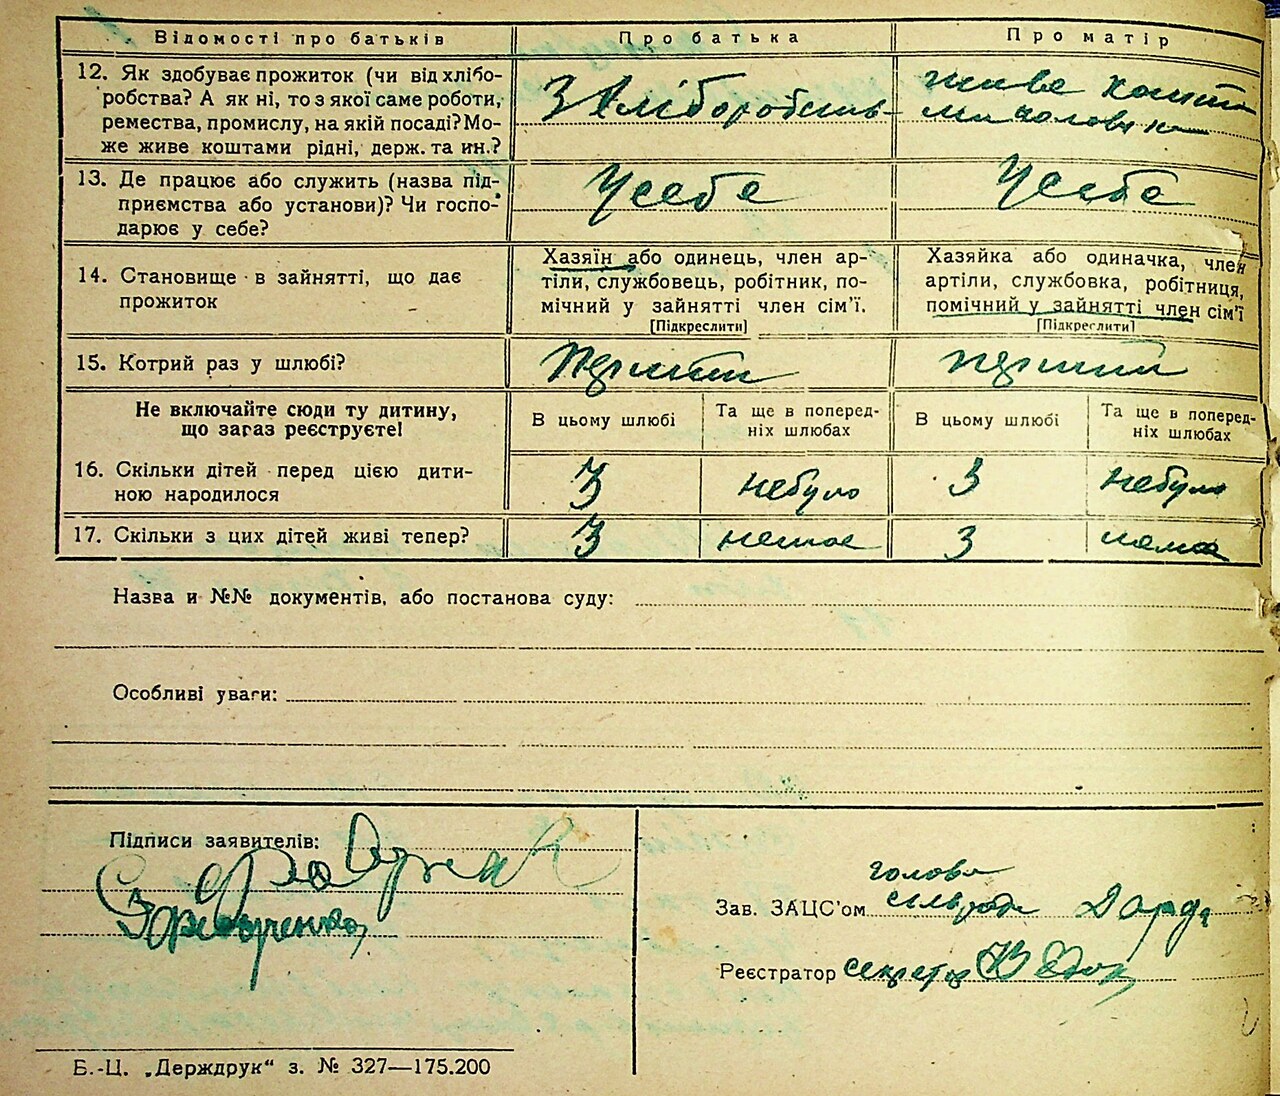 Відомості про батьків Про батька Про матір
12. Як здобуває прожиток (чи від хлібо-
робства? А як ні, то з якої саме роботи,
ремества, промислу, на якій посаді? Мо-
же живе коштами рідні, держ. та ин.?
З хліборобств-
живе кошта
ми чоловіка
13. Де працює або служить (назва під-
приємства або установи)? Чи госпо-
дарює у себе?
У себе
У себе
14. Становище в зайнятті, що дає
прожиток
Хазяїн або одинець, член ар-
тіли, службовець, робітник, по-
мічний у зайнятті член сім'ї.
[Підкреслити]
Хазяйка або одиначка, член
артіли, службовка, робітниця,
помічний у зайнятті член сім'ї
[Підкреслити]
15. Котрий раз у шлюбі?
Не включайте сюди ту дитину,
що загаз реєструєте!
В цьому шлюбі
Та ще в поперед-
ніх шлюбах
В цьому шлюбі
Та ще в поперед-
ніх шлюбах
16. Скільки дітей перед цією дити-
ною народилося
3 небуло 3 небуло
17. Скільки з цих дітей живі тепер?
3 немає 3 немає
Назва и №№ документів, або постанова суду:
Особливі уваги:
Підписи заявителів:
голова
Зав. ЗАЦС'ом сельради Дарда
Реєстратор секретар
Б.-Ц. „Держдрук" з. № 327—175.200